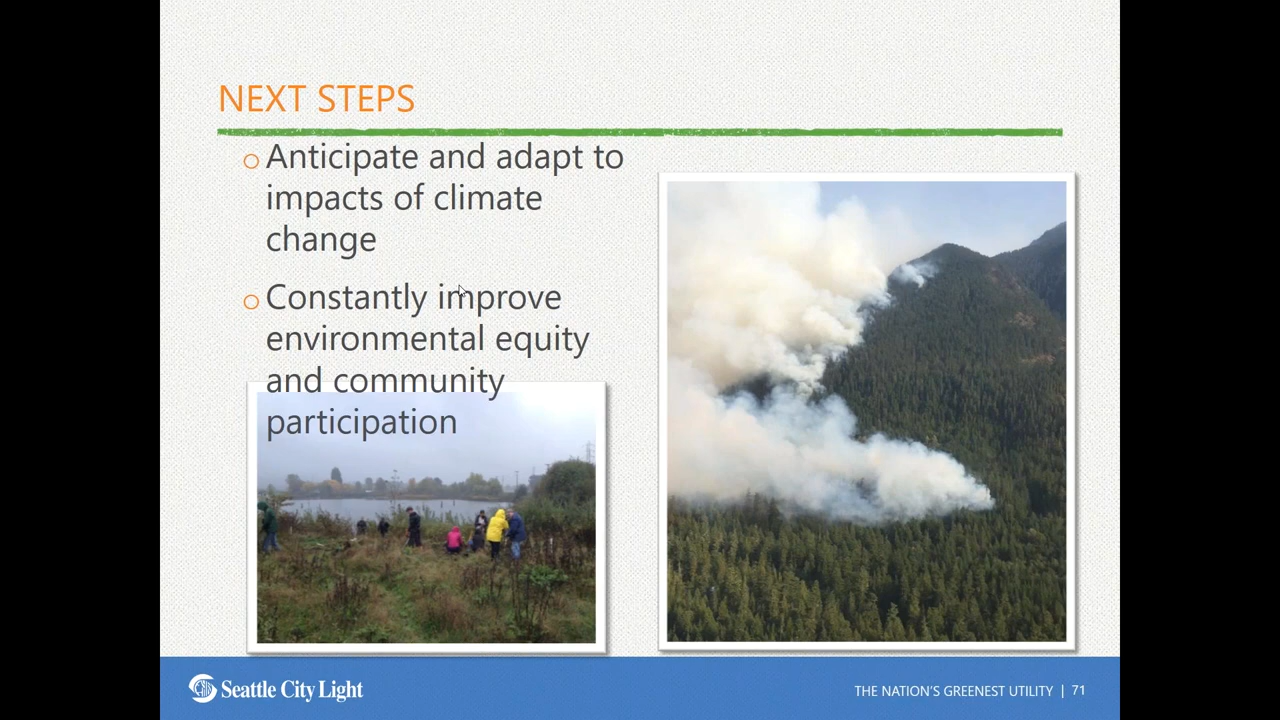 NEXT STEPS
o Anticipate and adapt to
impacts of climate
change
o Constantly improve
environmental equity
and community
participation
Seattle City Light
THE NATION'S GREENEST UTILITY | 71